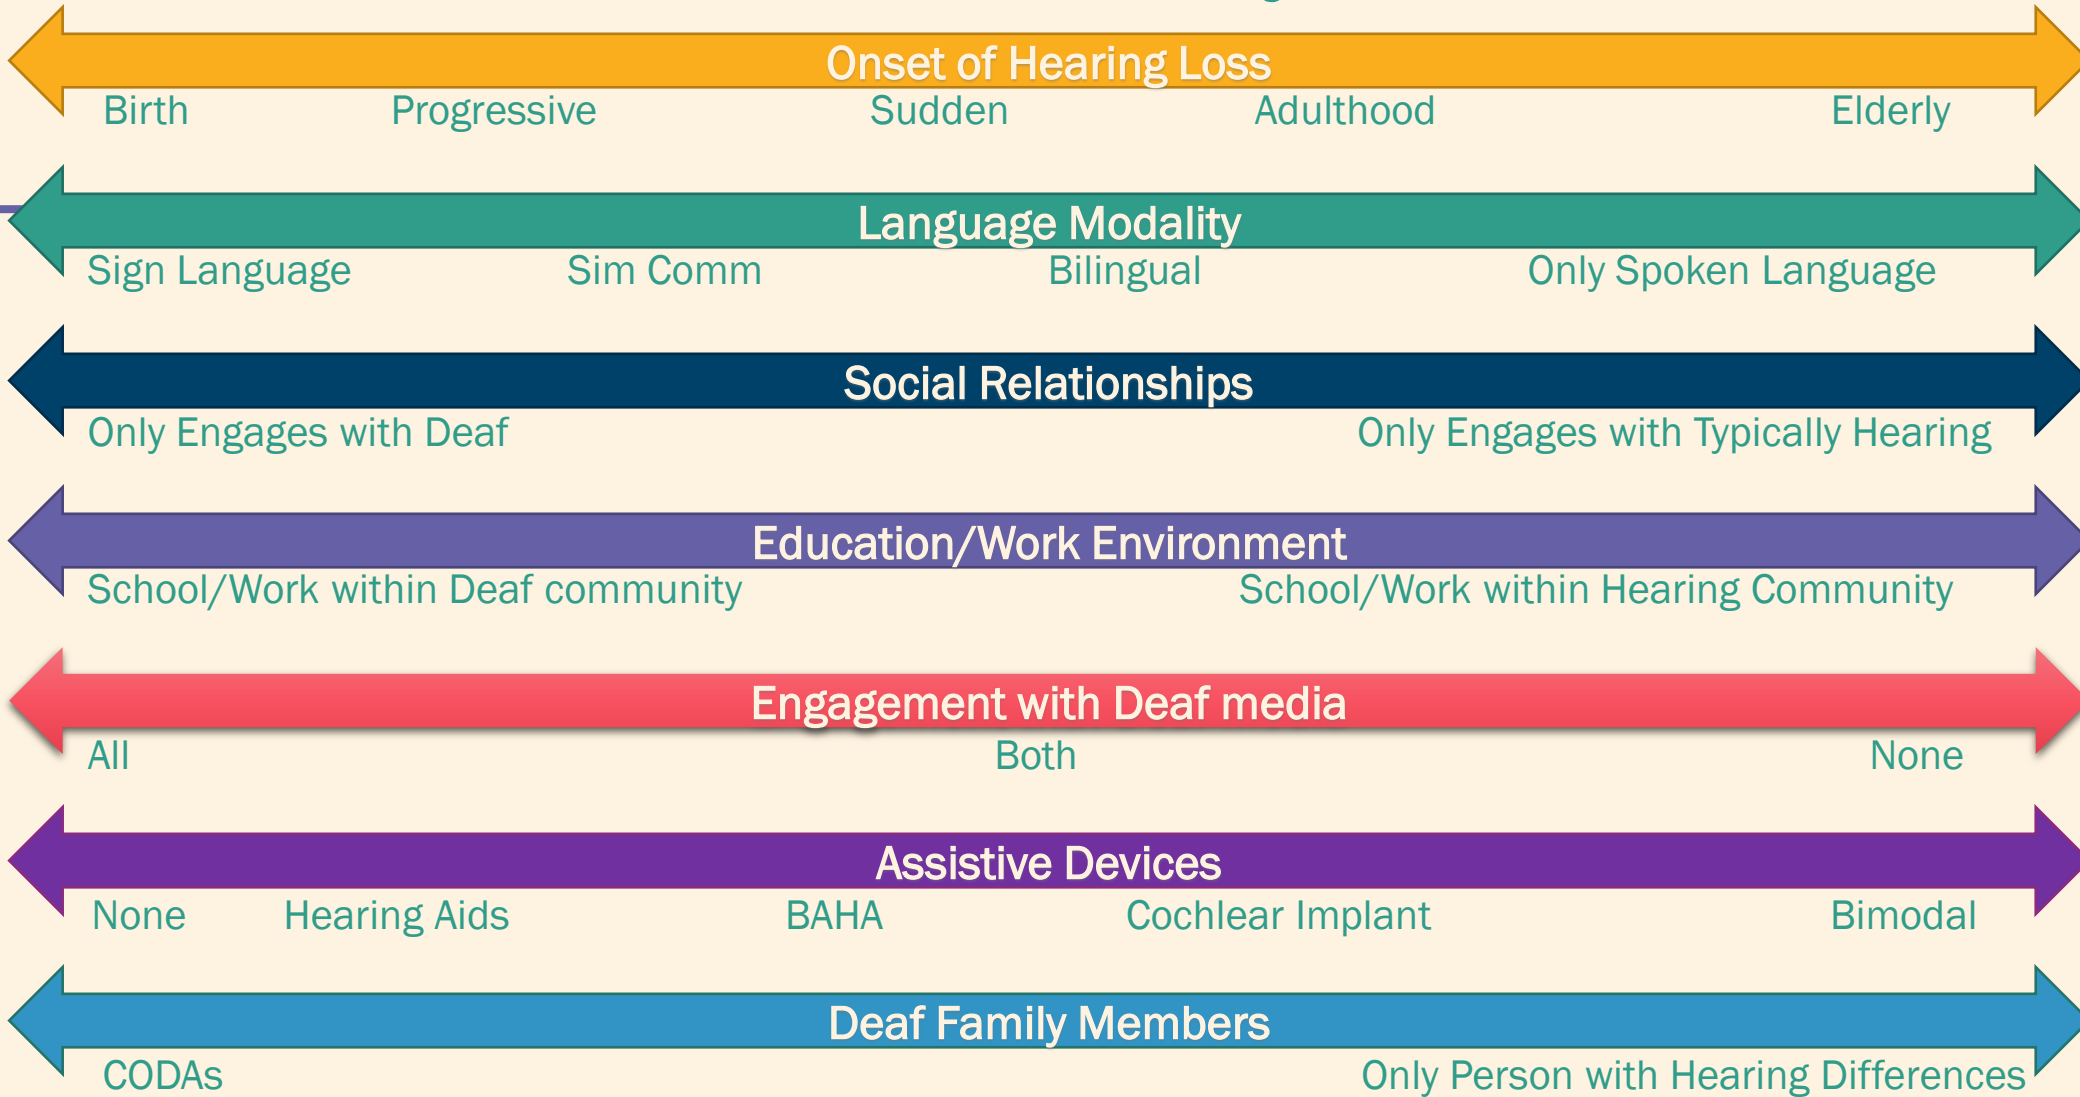 Onset of Hearing Loss
Birth Progressive Sudden Adulthood Elderly
Language Modality
Sign Language Sim Comm Bilingual Only Spoken Language
Social Relationships
Only Engages with Deaf Only Engages with Typically Hearing
Education/Work Environment
School/Work within Deaf community School/Work within Hearing Community
Engagement with Deaf media
All Both None
Assistive Devices
None Hearing Aids BAHA Cochlear Implant Bimodal
Deaf Family Members
CODAs Only Person with Hearing Differences